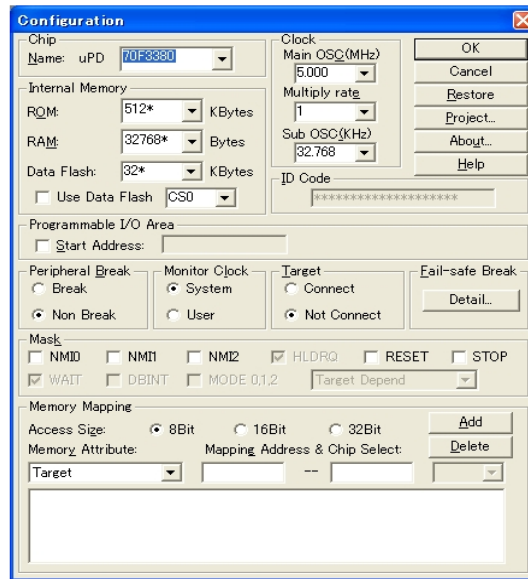 Configuration
Chip
Name: uPD 70F3380
Clock
Main OSC(MHz)
5.000
Multiply rate
1
Sub OSC(KHz)
32.768
OK
Cancel
Restore
Project...
About...
Help
Internal Memory
ROM: 512* KBytes
RAM: 32768* Bytes
Data Flash: 32* KBytes
Use Data Flash CS0
ID Code
********************
Programmable I/O Area
Start Address:
Peripheral Break
Break
Non Break
Monitor Clock
System
User
Target
Connect
Not Connect
Fail-safe Break
Detail...
Mask
NMI0 NMI1 NMI2 HLDRQ RESET STOP
WAIT DBINT MODE 0,1,2 Target Depend
Memory Mapping
Access Size: 8Bit 16Bit 32Bit
Add
Memory Attribute: Mapping Address & Chip Select:
Delete
Target --